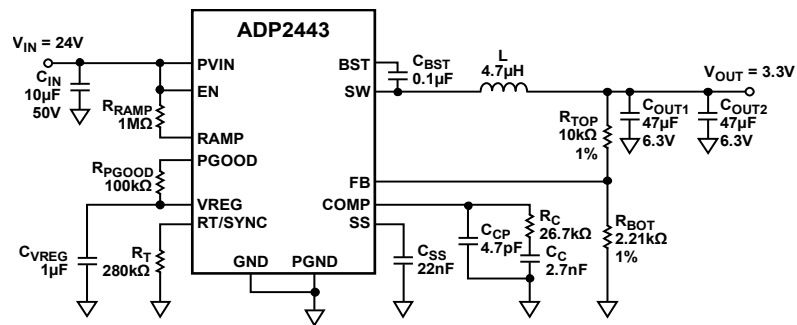 ADP2443
V_IN = 24V
C_IN
10µF
50V
PVIN
EN
R_RAMP
1MΩ
RAMP
PGOOD
R_PGOOD
100kΩ
VREG
RT/SYNC
C_VREG
1µF
R_T
280kΩ
GND
PGND
BST
SW
FB
COMP
SS
C_BST
0.1µF
L
4.7µH
V_OUT = 3.3V
R_TOP
10kΩ
1%
C_OUT1
47µF
6.3V
C_OUT2
47µF
6.3V
R_BOT
2.21kΩ
1%
C_CP
4.7pF
R_C
26.7kΩ
C_C
2.7nF
C_SS
22nF